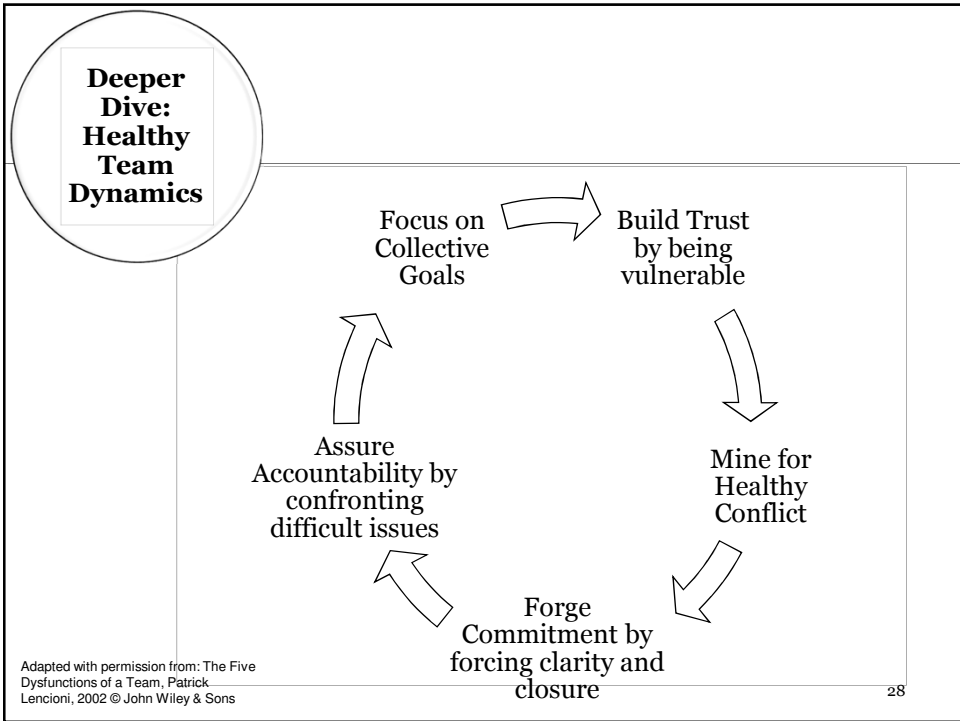 Deeper
Dive:
Healthy
Team
Dynamics
Focus on
Collective
Goals
Build Trust
by being
vulnerable
Mine for
Healthy
Conflict
Forge
Commitment by
forcing clarity and
closure
Assure
Accountability by
confronting
difficult issues
Adapted with permission from: The Five
Dysfunctions of a Team, Patrick
Lencioni, 2002 © John Wiley & Sons
28